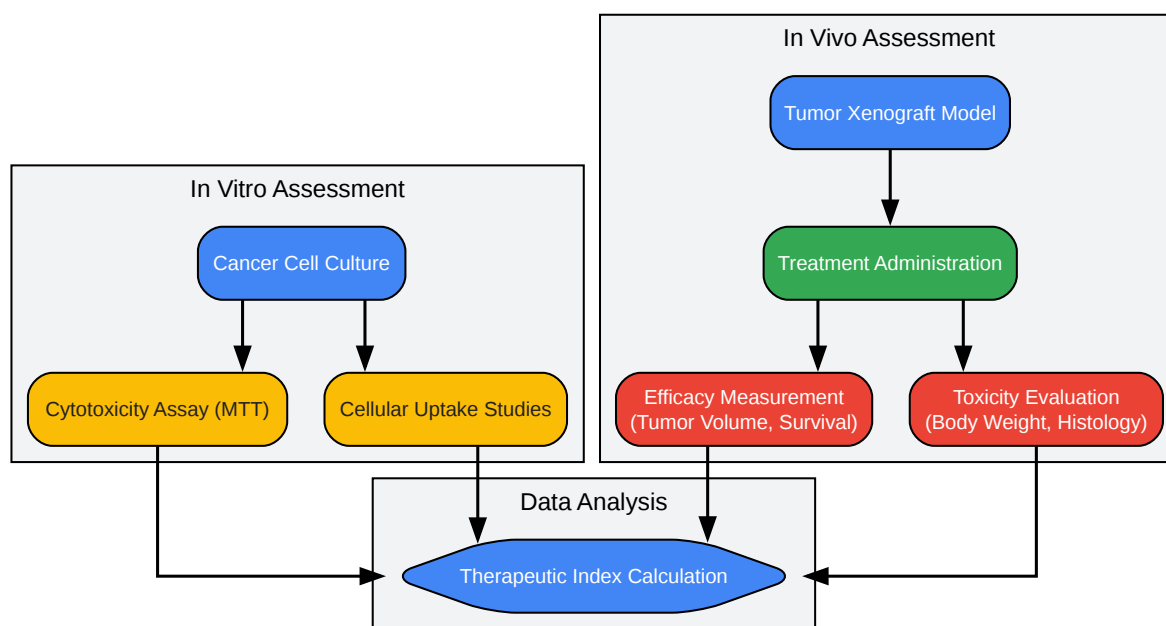 In Vivo Assessment
Tumor Xenograft Model
In Vitro Assessment
Cancer Cell Culture
Treatment Administration
Cytotoxicity Assay (MTT)
Cellular Uptake Studies
Efficacy Measurement
(Tumor Volume, Survival)
Toxicity Evaluation
(Body Weight, Histology)
Data Analysis
Therapeutic Index Calculation